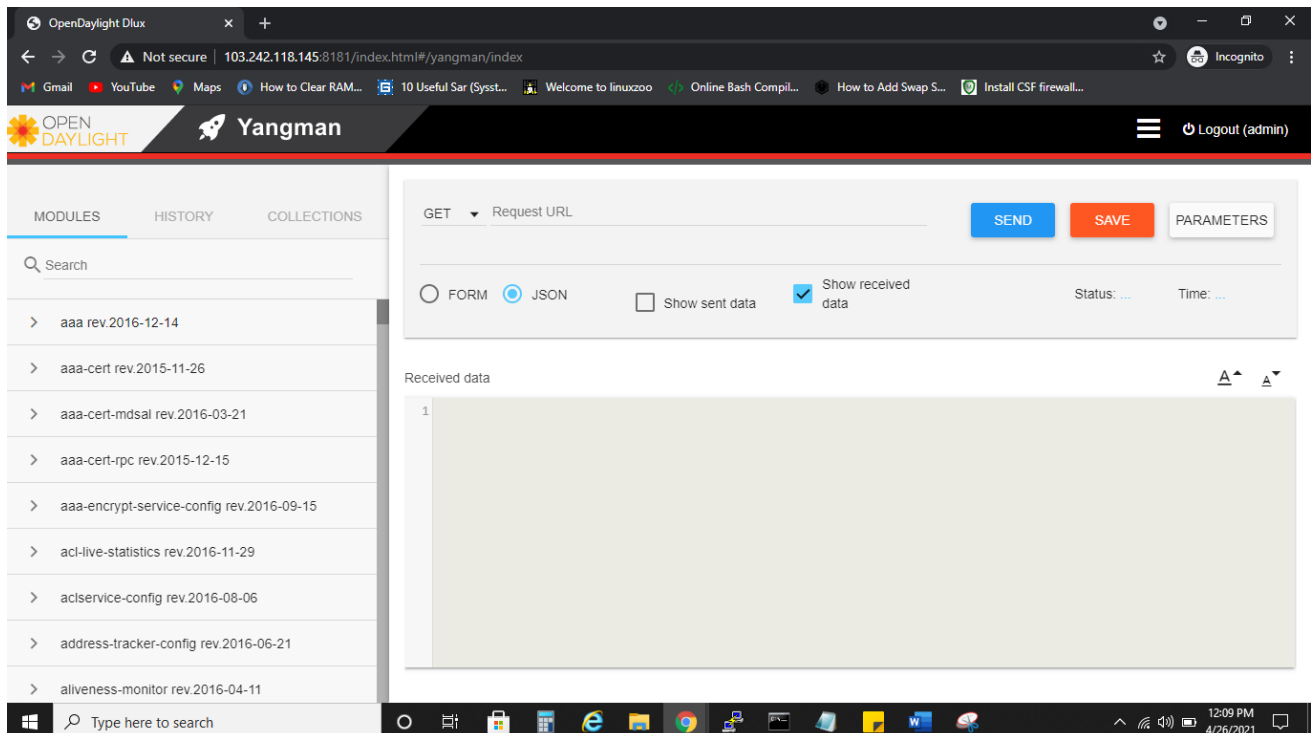 OpenDaylight Dlux
Not secure | 103.242.118.145:8181/index.html#/yangman/index
Incognito
Gmail YouTube Maps How to Clear RAM... 10 Useful Sar (Sysst... Welcome to linuxzoo Online Bash Compil... How to Add Swap S... Install CSF firewall...
OPEN
DAYLIGHT
Yangman
Logout (admin)
MODULES HISTORY COLLECTIONS
Search
aaa rev.2016-12-14
aaa-cert rev.2015-11-26
aaa-cert-mdsal rev.2016-03-21
aaa-cert-rpc rev.2015-12-15
aaa-encrypt-service-config rev.2016-09-15
acl-live-statistics rev.2016-11-29
aclservice-config rev.2016-08-06
address-tracker-config rev.2016-06-21
aliveness-monitor rev.2016-04-11
GET Request URL SEND SAVE PARAMETERS
FORM JSON Show sent data Show received
data
Status: ... Time: ...
Received data A A
1
Type here to search
12:09 PM
4/26/2021